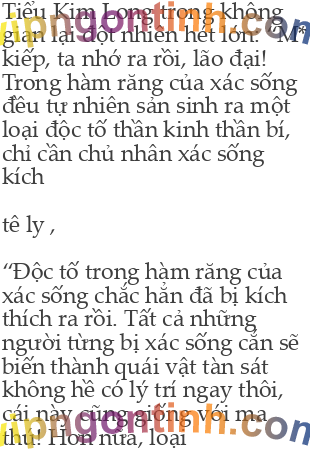 Tiểu Kim Long trong không
gian lại đột nhiên hét lớn: "M*
kiếp, ta nhớ ra rồi, lão đại!
Trong hàm răng của xác sống
đều tự nhiên sản sinh ra một
loại độc tố thần kinh thần bí,
chỉ cần chủ nhân xác sống
kích
tê ly ,
“Độc tố trong hàm răng của
xác sống chắc hẳn đã bị kích
thích ra rồi. Tất cả những
người từng bị xác sống cắn sẽ
biến thành quái vật tàn sát
không hề có lý trí ngay thôi,
cái này cũng giống với ma
thú! Hơn nữa, loại
vipngontinh.com
vipngontinh.com